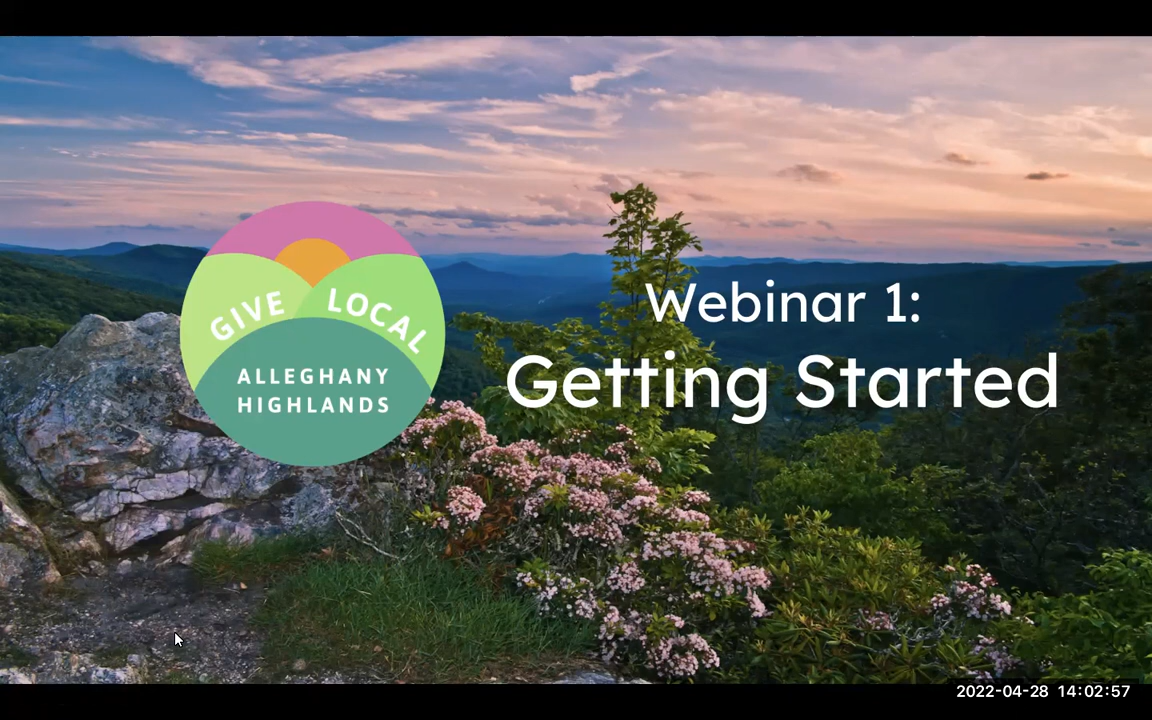 GIVE LOCAL
ALLEGHANY
HIGHLANDS
Webinar 1:
Getting Started
2022-04-28 14:02:57